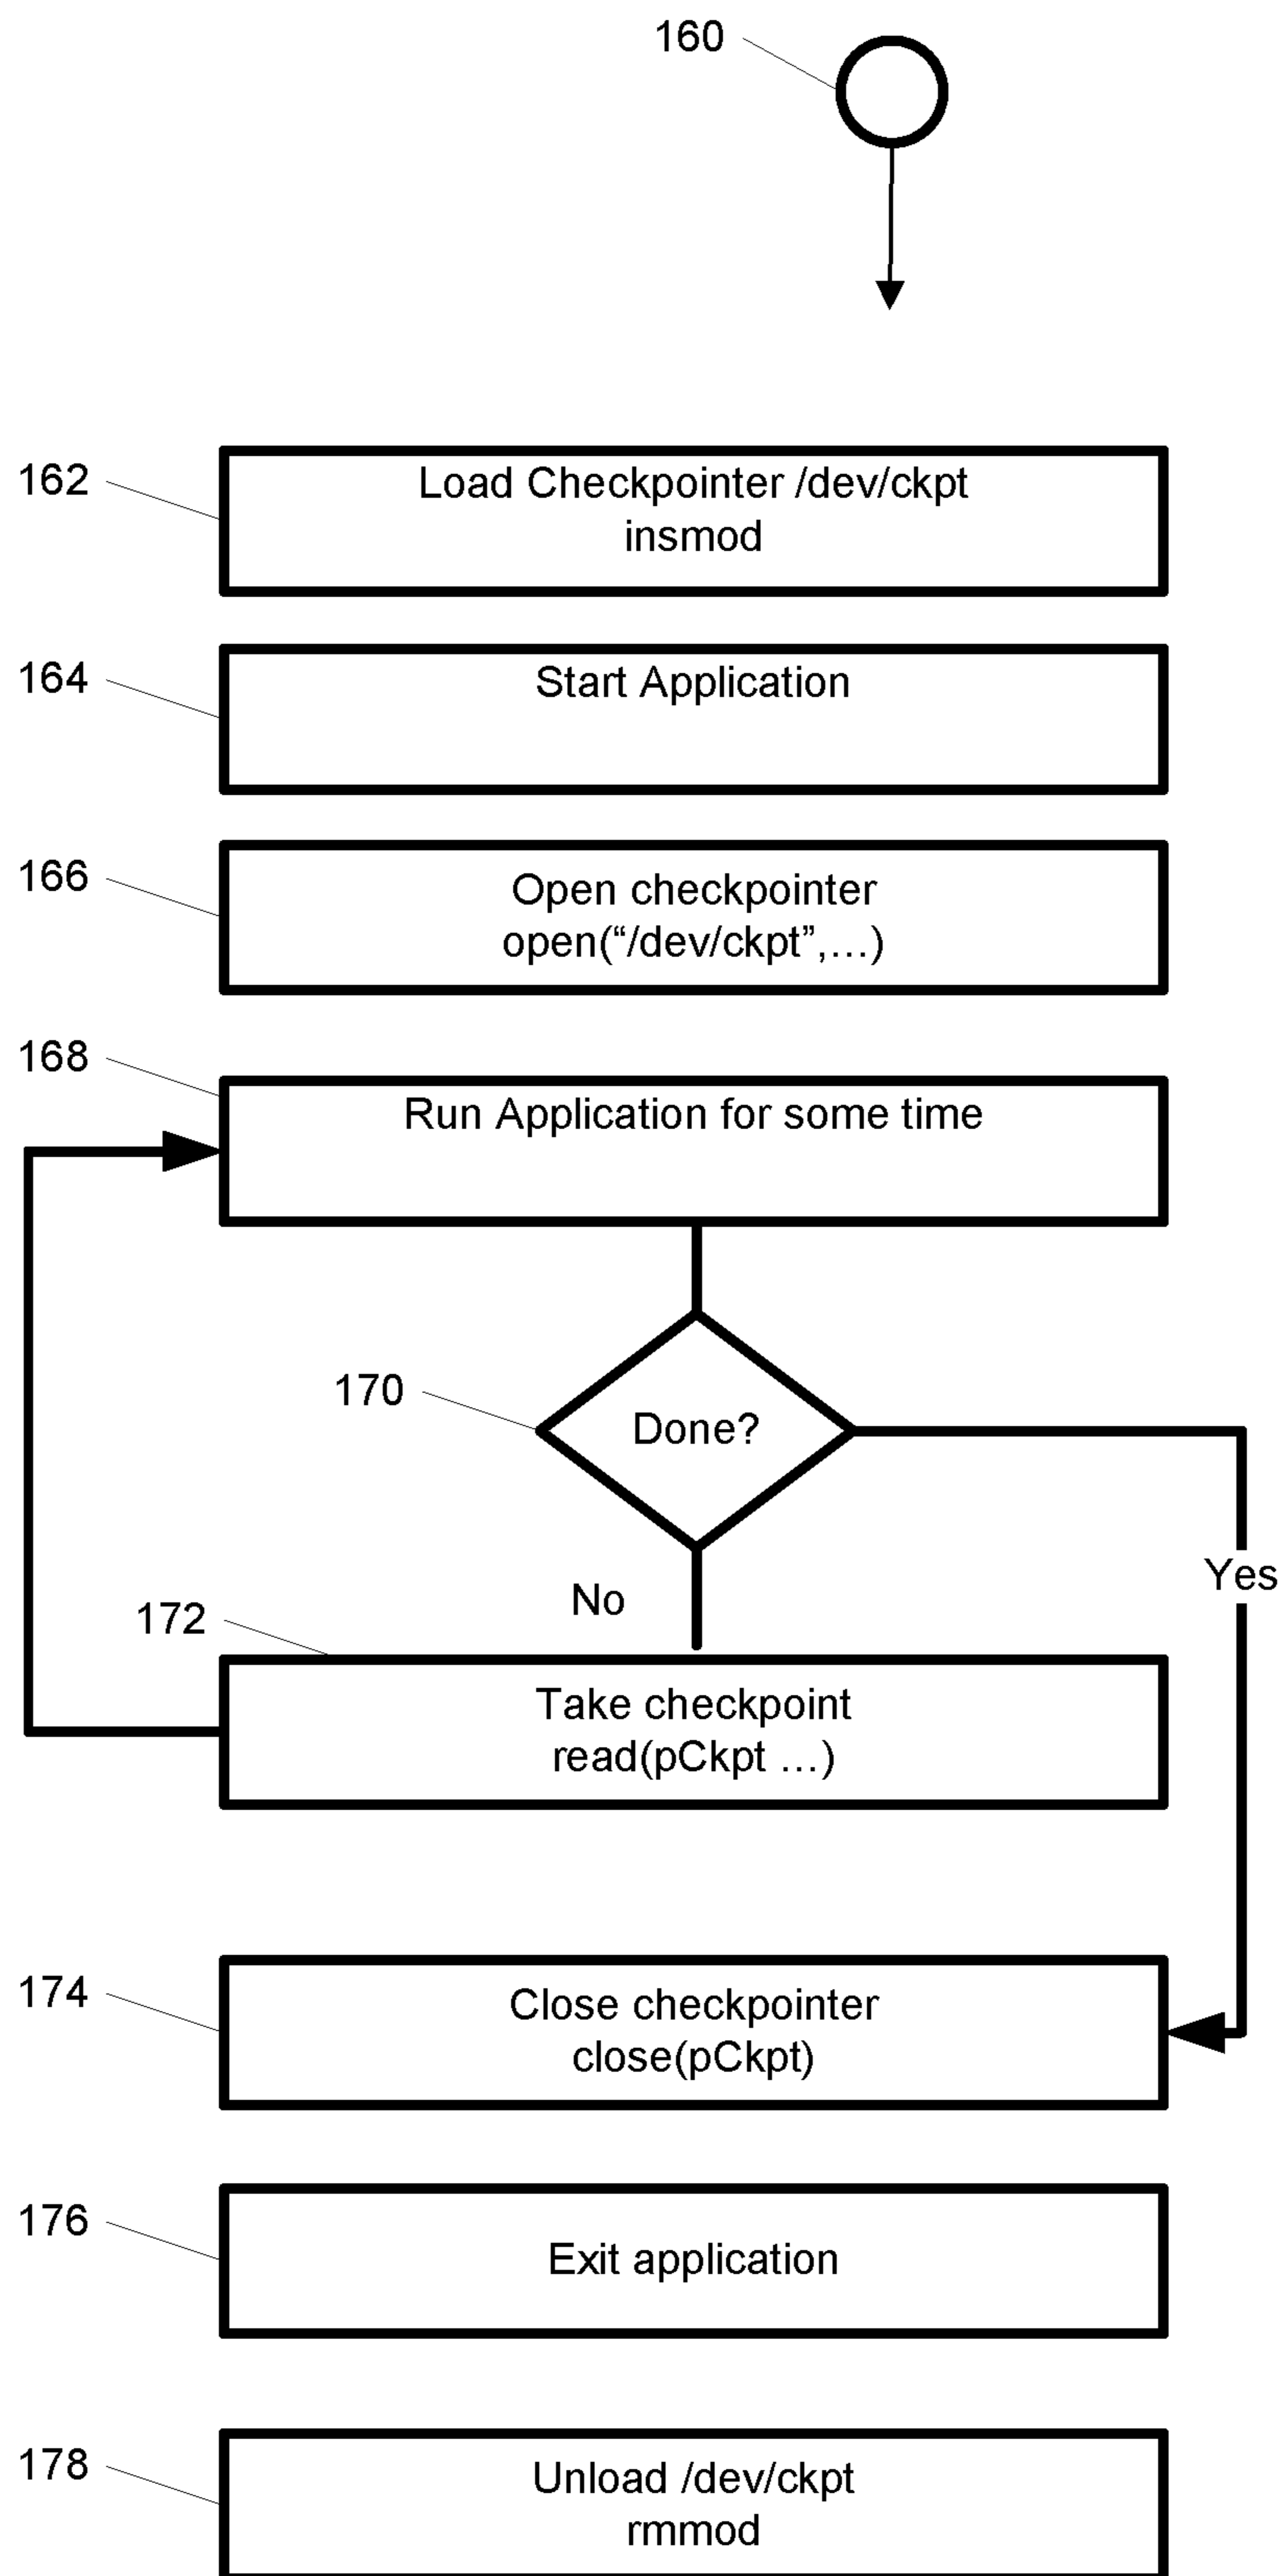 160
162
Load Checkpointer /dev/ckpt
insmod
164
Start Application
166
Open checkpointer
open(“/dev/ckpt”,…)
168
Run Application for some time
170
Done?
Yes
No
172
Take checkpoint
read(pCkpt …)
174
Close checkpointer
close(pCkpt)
176
Exit application
178
Unload /dev/ckpt
rmmod